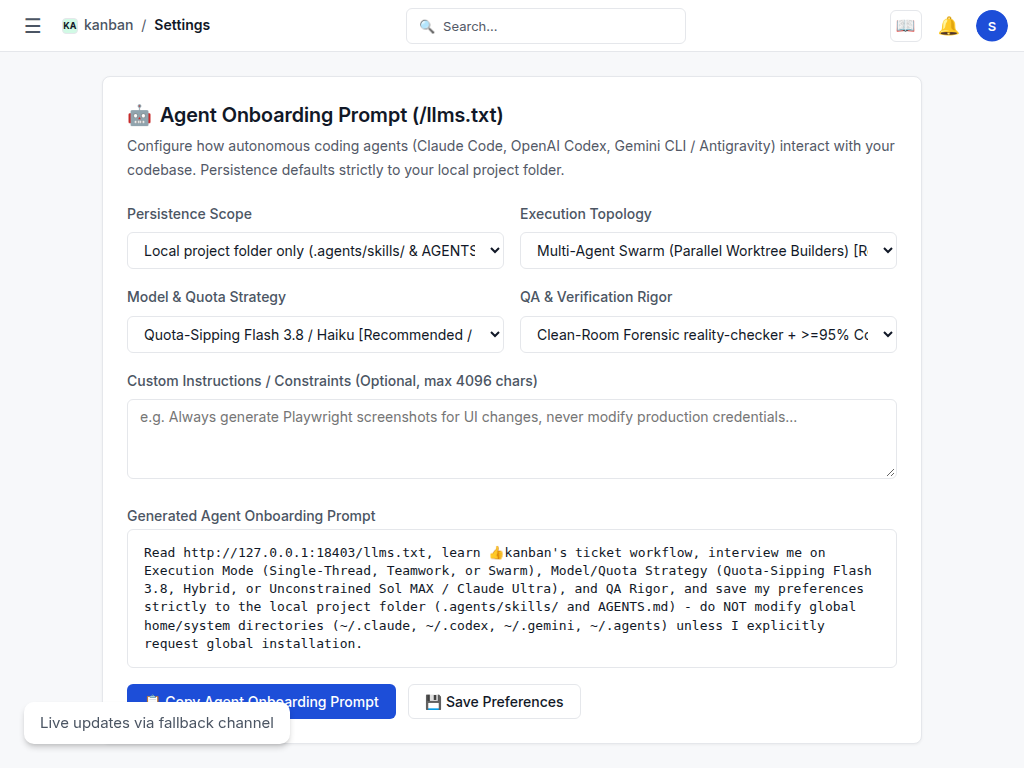 KA kanban / Settings
Search...
S
Agent Onboarding Prompt (/llms.txt)
Configure how autonomous coding agents (Claude Code, OpenAI Codex, Gemini CLI / Antigravity) interact with your
codebase. Persistence defaults strictly to your local project folder.
Persistence Scope
Execution Topology
Local project folder only (.agents/skills/ & AGENTS
Multi-Agent Swarm (Parallel Worktree Builders) [R
Model & Quota Strategy
QA & Verification Rigor
Quota-Sipping Flash 3.8 / Haiku [Recommended /
Clean-Room Forensic reality-checker + >=95% Co
Custom Instructions / Constraints (Optional, max 4096 chars)
e.g. Always generate Playwright screenshots for UI changes, never modify production credentials...
Generated Agent Onboarding Prompt
Read http://127.0.0.1:18403/llms.txt, learn 👍kanban's ticket workflow, interview me on
Execution Mode (Single-Thread, Teamwork, or Swarm), Model/Quota Strategy (Quota-Sipping Flash
3.8, Hybrid, or Unconstrained Sol MAX / Claude Ultra), and QA Rigor, and save my preferences
strictly to the local project folder (.agents/skills/ and AGENTS.md) - do NOT modify global
home/system directories (~/.claude, ~/.codex, ~/.gemini, ~/.agents) unless I explicitly
request global installation.
Copy Agent Onboarding Prompt
Save Preferences
Live updates via fallback channel